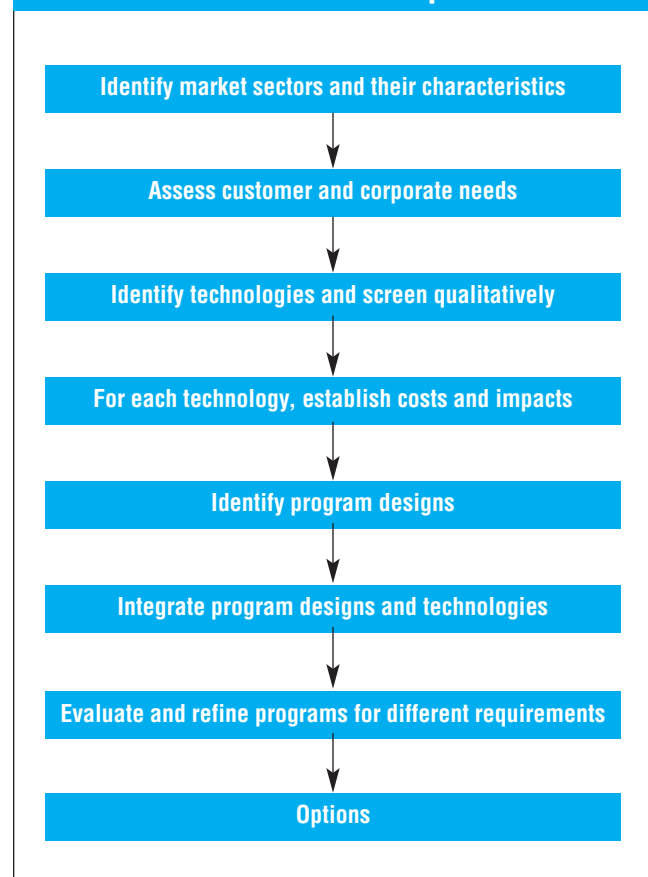 Identify market sectors and their characteristics
Assess customer and corporate needs
Identify technologies and screen qualitatively
For each technology, establish costs and impacts
Identify program designs
Integrate program designs and technologies
Evaluate and refine programs for different requirements
Options